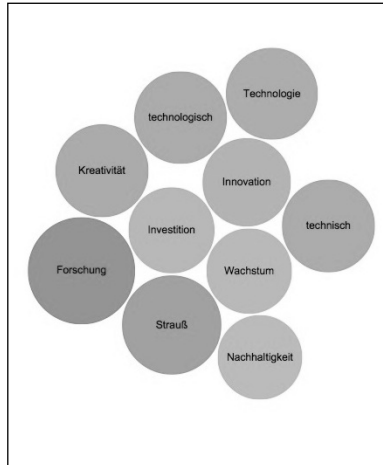 Technologie
technologisch
Kreativität
Innovation
Investition
technisch
Forschung
Wachstum
Strauß
Nachhaltigkeit